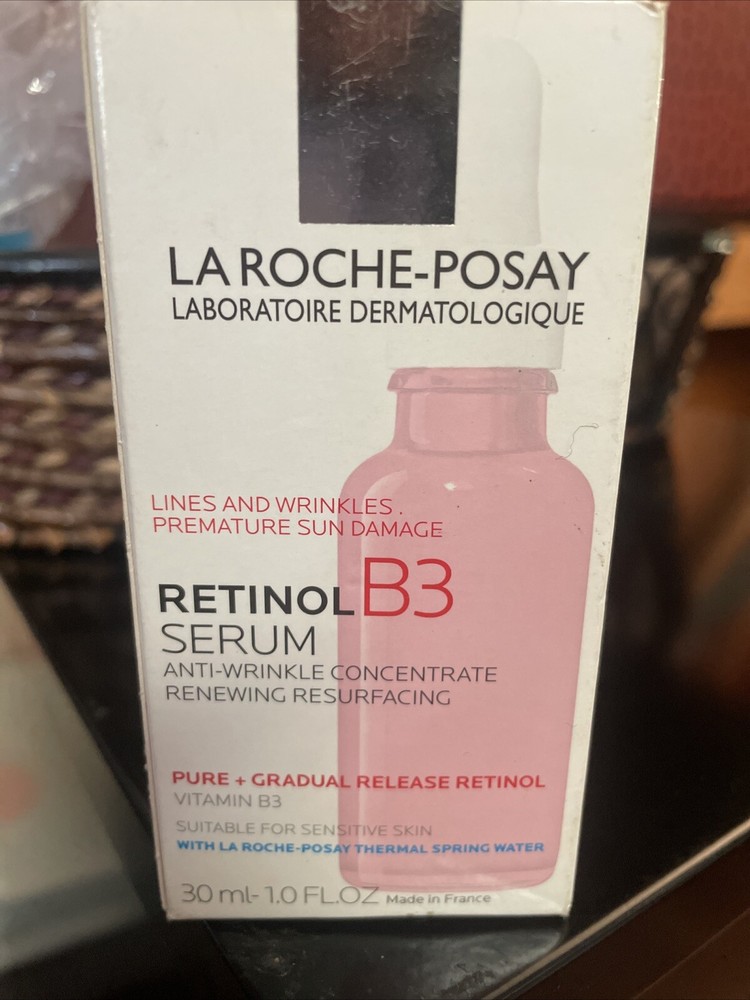 LA ROCHE-POSAY
LABORATOIRE DERMATOLOGIQUE
LINES AND WRINKLES .
PREMATURE SUN DAMAGE
RETINOL B3
SERUM
ANTI-WRINKLE CONCENTRATE
RENEWING RESURFACING
PURE + GRADUAL RELEASE RETINOL
VITAMIN B3
SUITABLE FOR SENSITIVE SKIN
WITH LA ROCHE-POSAY THERMAL SPRING WATER
30 ml- 1.0 FL.OZ Made in France